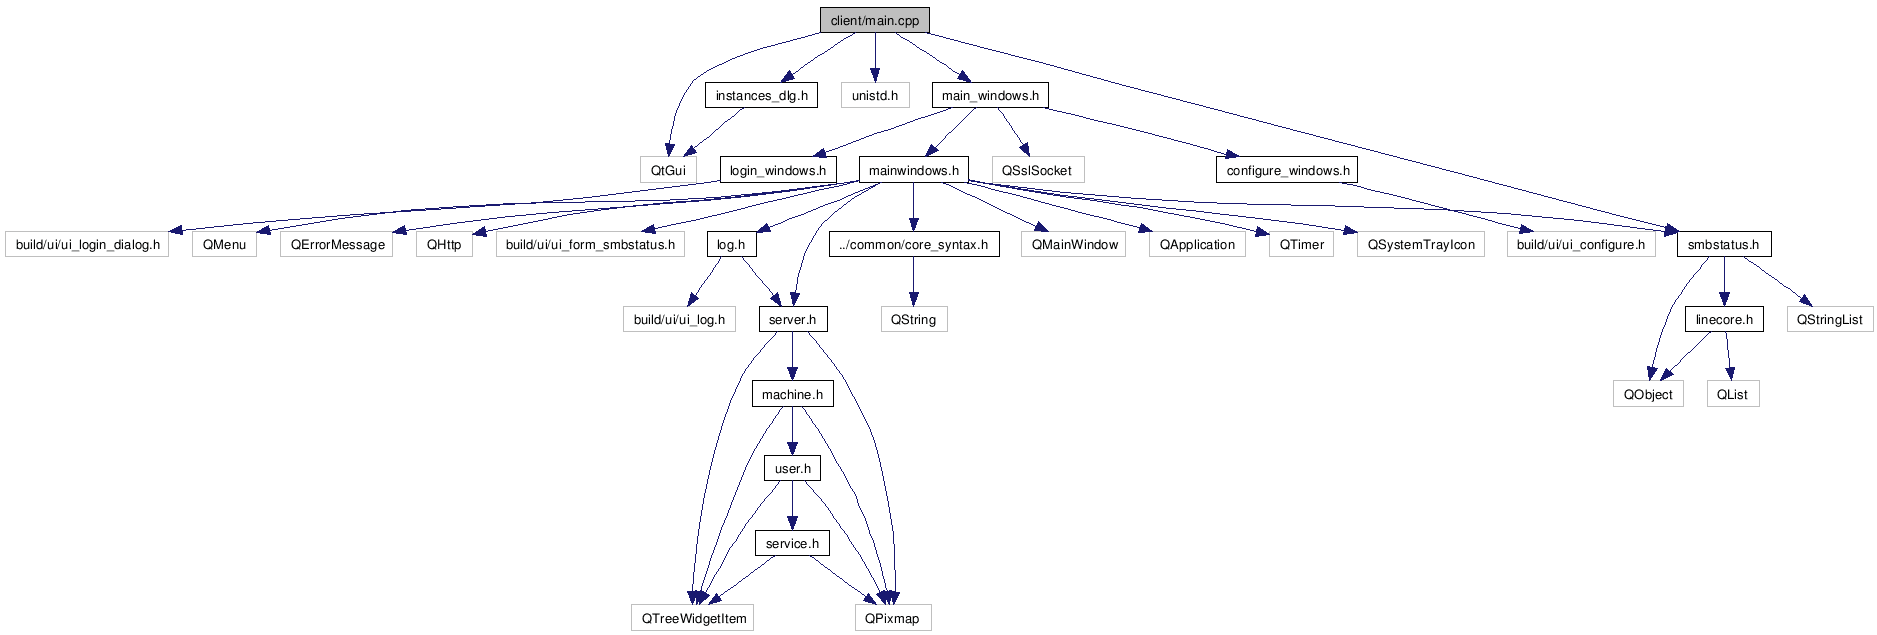 client/main.cpp
instances_dlg.h
unistd.h
main_windows.h
QtGui
login_windows.h
mainwindows.h
QSslSocket
configure_windows.h
build/ui/ui_login_dialog.h
QMenu
QErrorMessage
QHttp
build/ui/ui_form_smbstatus.h
log.h
../common/core_syntax.h
QMainWindow
QApplication
QTimer
QSystemTrayIcon
build/ui/ui_configure.h
smbstatus.h
build/ui/ui_log.h
server.h
QString
linecore.h
QStringList
machine.h
QObject
QList
user.h
service.h
QTreeWidgetItem
QPixmap